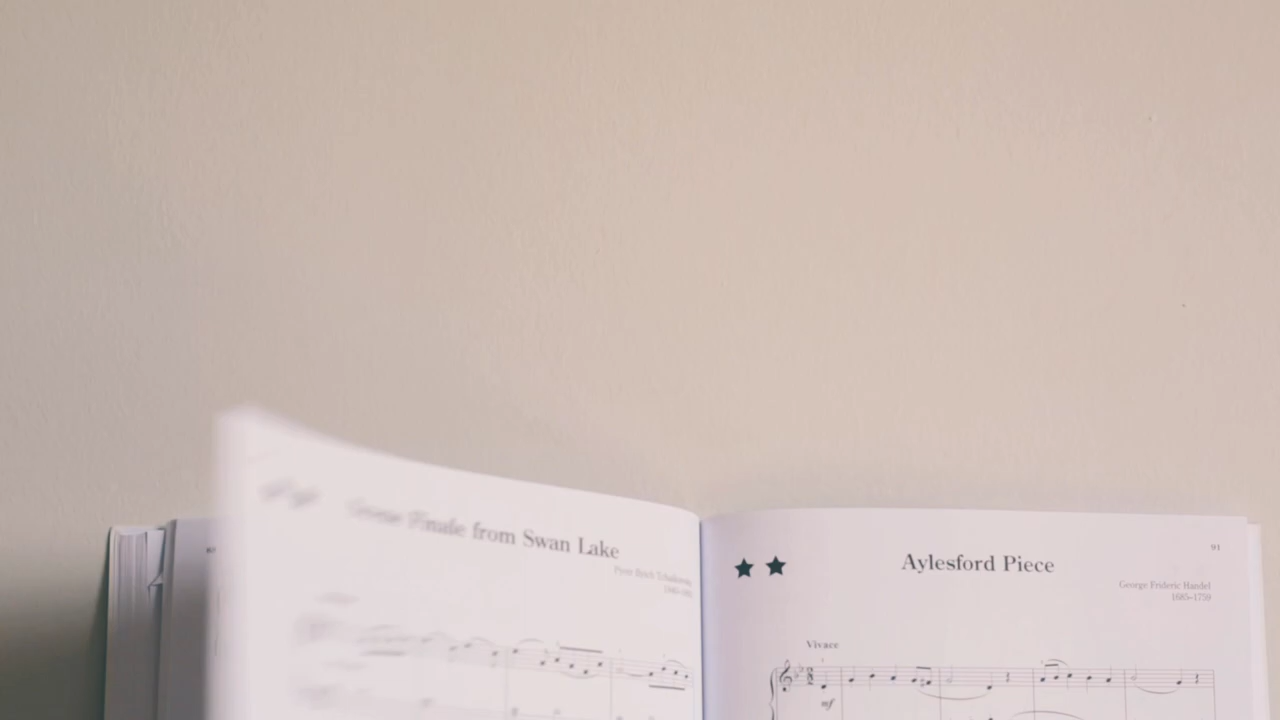 Finale from Swan Lake
91
Aylesford Piece
George Frideric Handel
1685–1759
Vivace
mf